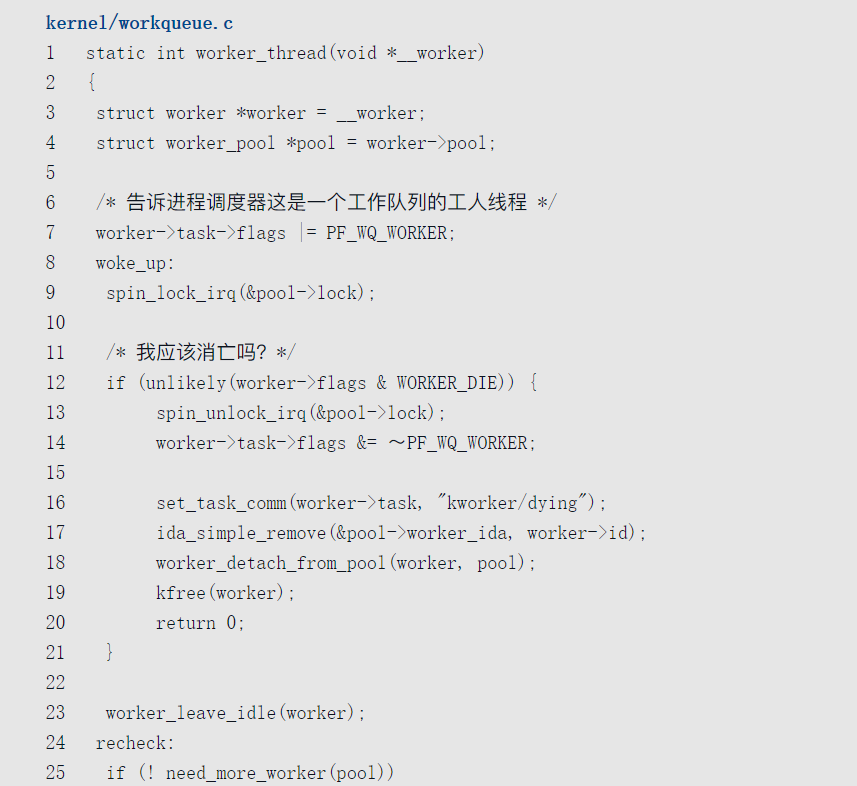 kernel/workqueue.c
1   static int worker_thread(void *__worker)
2   {
3    struct worker *worker = __worker;
4    struct worker_pool *pool = worker->pool;
5
6    /* 告诉进程调度器这是一个工作队列的工人线程 */
7    worker->task->flags |= PF_WQ_WORKER;
8    woke_up:
9     spin_lock_irq(&pool->lock);
10
11    /* 我应该消亡吗? */
12    if (unlikely(worker->flags & WORKER_DIE)) {
13         spin_unlock_irq(&pool->lock);
14         worker->task->flags &= ～PF_WQ_WORKER;
15
16         set_task_comm(worker->task, "kworker/dying");
17         ida_simple_remove(&pool->worker_ida, worker->id);
18         worker_detach_from_pool(worker, pool);
19         kfree(worker);
20         return 0;
21    }
22
23    worker_leave_idle(worker);
24   recheck:
25    if (! need_more_worker(pool))